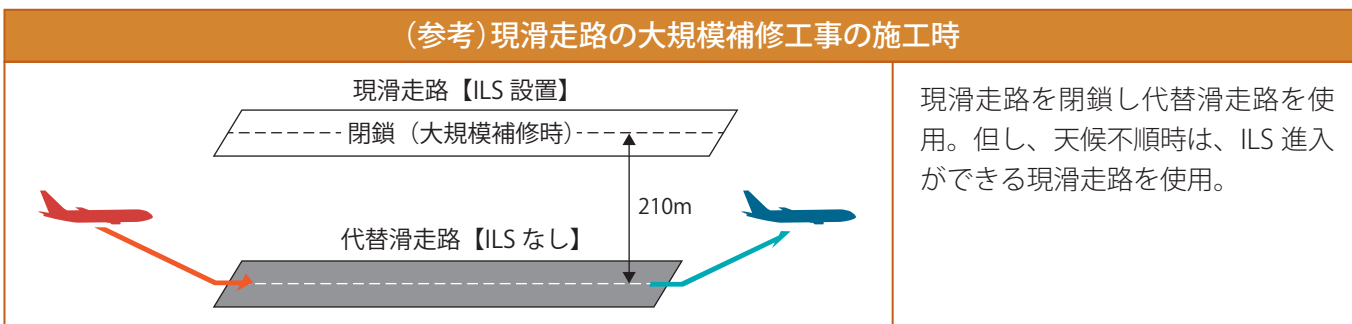 (参考)現滑走路の大規模補修工事の施工時
現滑走路【ILS 設置】
閉鎖（大規模補修時）
210m
代替滑走路【ILS なし】
現滑走路を閉鎖し代替滑走路を使
用。但し、天候不順時は、ILS 進入
ができる現滑走路を使用。